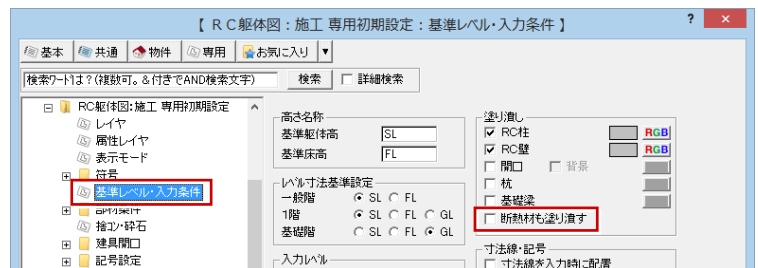 【 ＲＣ躯体図：施工 専用初期設定：基準レベル・入力条件 】 ? ×
基本 共通 物件 専用 お気に入り ▼
検索ﾜｰﾄﾞは？(複数可。＆付きでAND検索文字) 検索 詳細検索
RC躯体図:施工 専用初期設定
レイヤ
属性レイヤ
表示モード
符号
基準レベル・入力条件
部材条件
捨コン・砕石
建具開口
記号設定
高さ名称
基準躯体高 SL
基準床高 FL
レベル寸法基準設定
一般階 SL FL
1階 SL FL GL
基礎階 SL FL GL
入力レベル
塗り潰し
RC柱 RGB
RC壁 RGB
開口 背景
杭
基礎梁
断熱材も塗り潰す
寸法線・記号
寸法線を入力時に配置